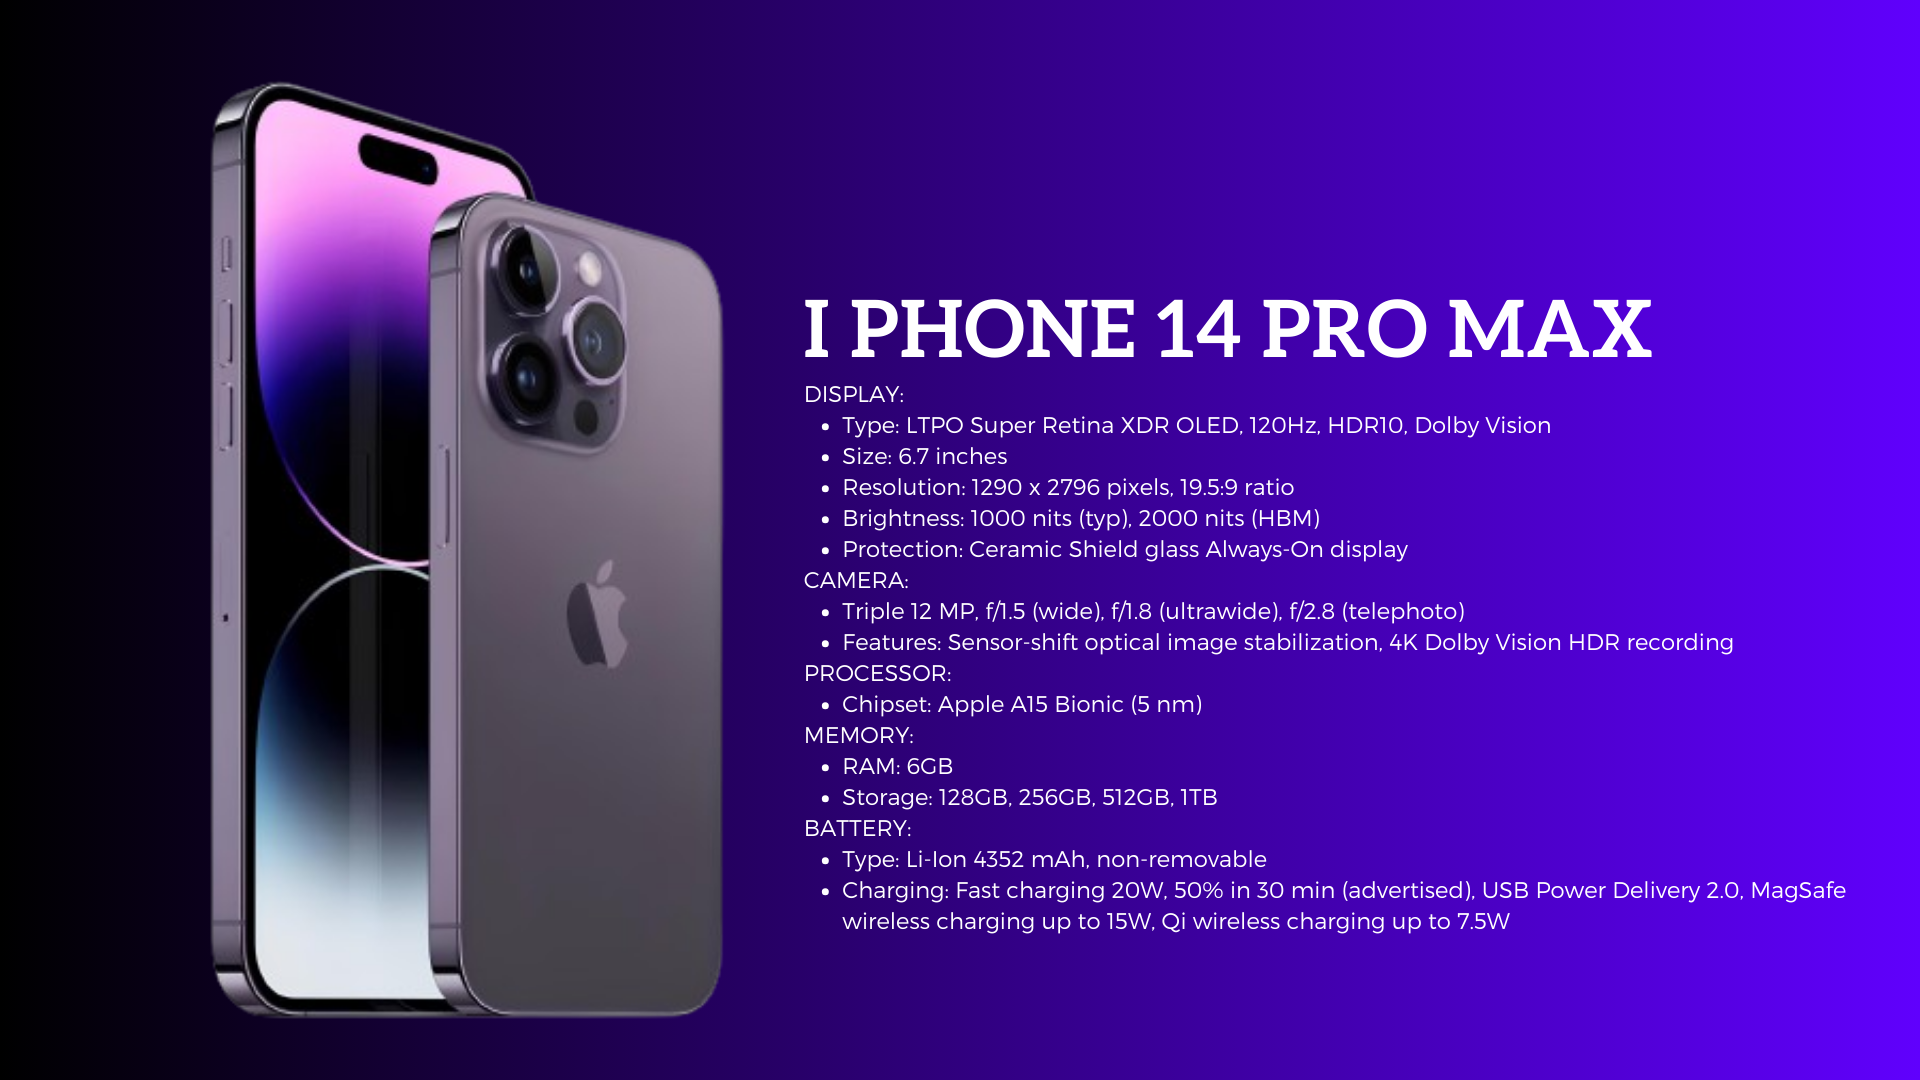 I PHONE 14 PRO MAX
DISPLAY:
• Type: LTPO Super Retina XDR OLED, 120Hz, HDR10, Dolby Vision
• Size: 6.7 inches
• Resolution: 1290 x 2796 pixels, 19.5:9 ratio
• Brightness: 1000 nits (typ), 2000 nits (HBM)
• Protection: Ceramic Shield glass Always-On display
CAMERA:
• Triple 12 MP, f/1.5 (wide), f/1.8 (ultrawide), f/2.8 (telephoto)
• Features: Sensor-shift optical image stabilization, 4K Dolby Vision HDR recording
PROCESSOR:
• Chipset: Apple A15 Bionic (5 nm)
MEMORY:
• RAM: 6GB
• Storage: 128GB, 256GB, 512GB, 1TB
BATTERY:
• Type: Li-Ion 4352 mAh, non-removable
• Charging: Fast charging 20W, 50% in 30 min (advertised), USB Power Delivery 2.0, MagSafe
wireless charging up to 15W, Qi wireless charging up to 7.5W